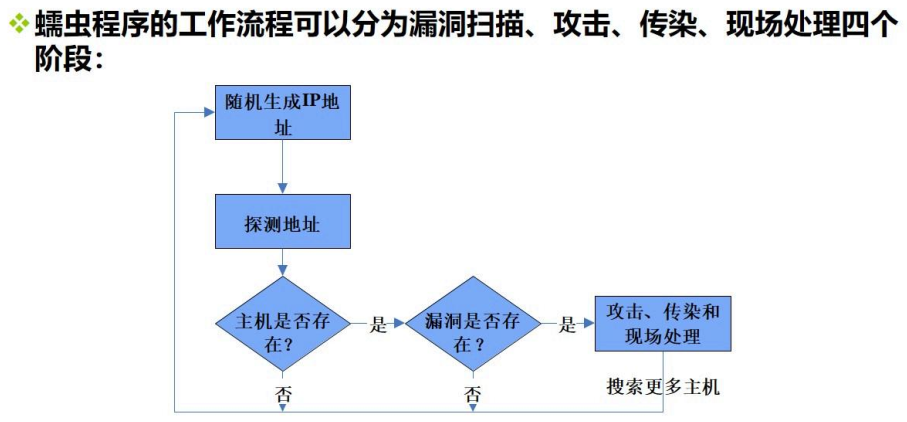 蠕虫程序的工作流程可以分为漏洞扫描、攻击、传染、现场处理四个
阶段：
随机生成IP地
址
探测地址
主机是否存
在？
是
漏洞是否存
在？
是
攻击、传染和
现场处理
否
否
搜索更多主机